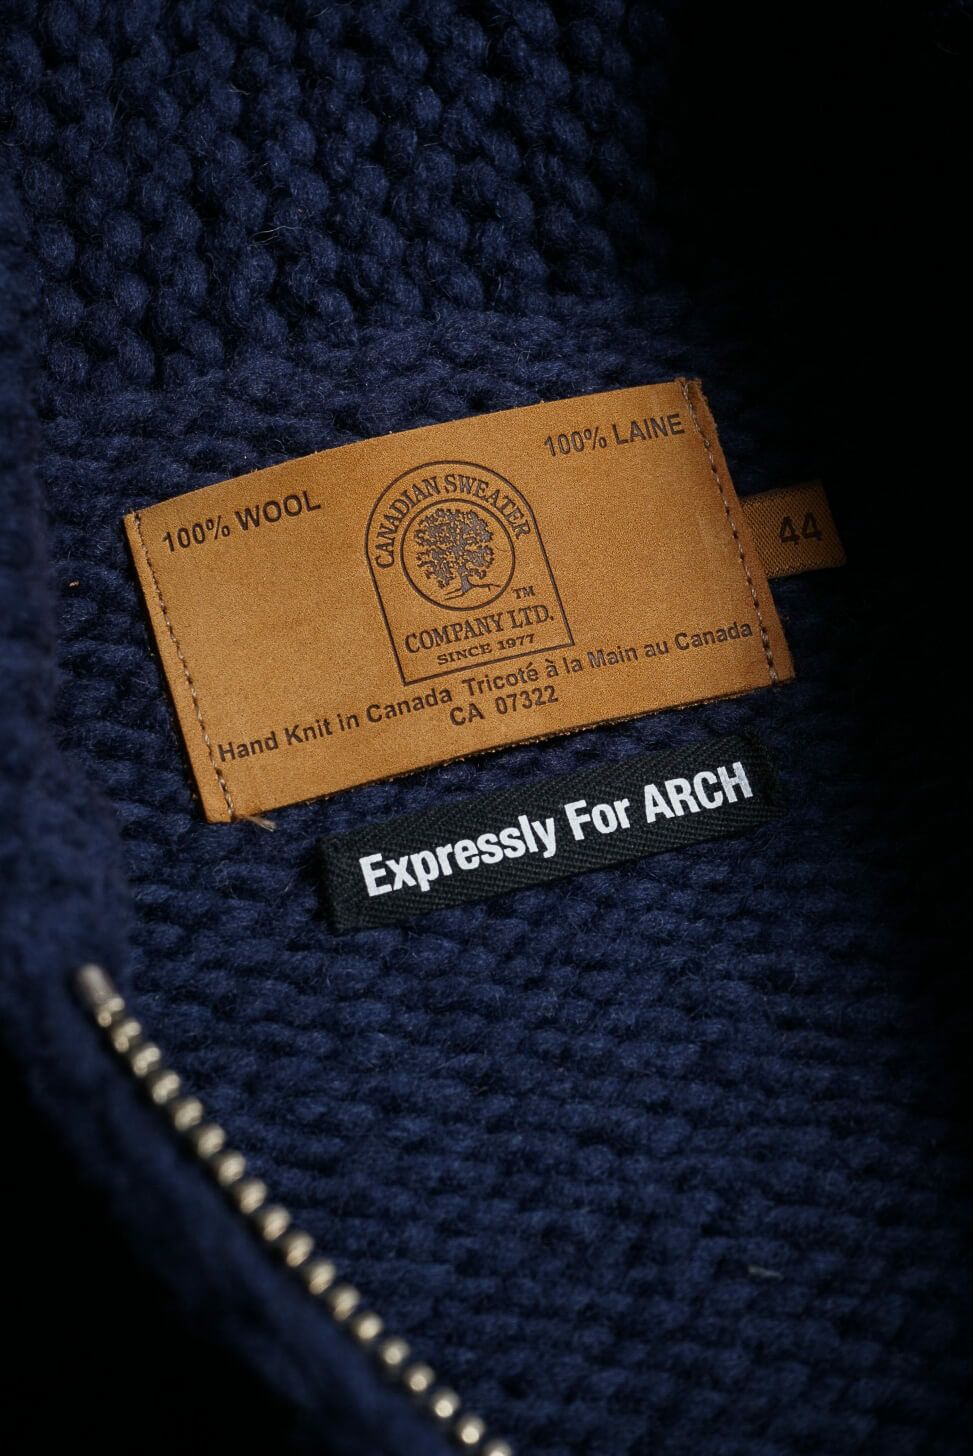 100% WOOL
100% LAINE
CANADIAN SWEATER
TM
COMPANY LTD.
SINCE 1977
Hand Knit in Canada Tricoté à la Main au Canada
CA 07322
44
Expressly For ARCH